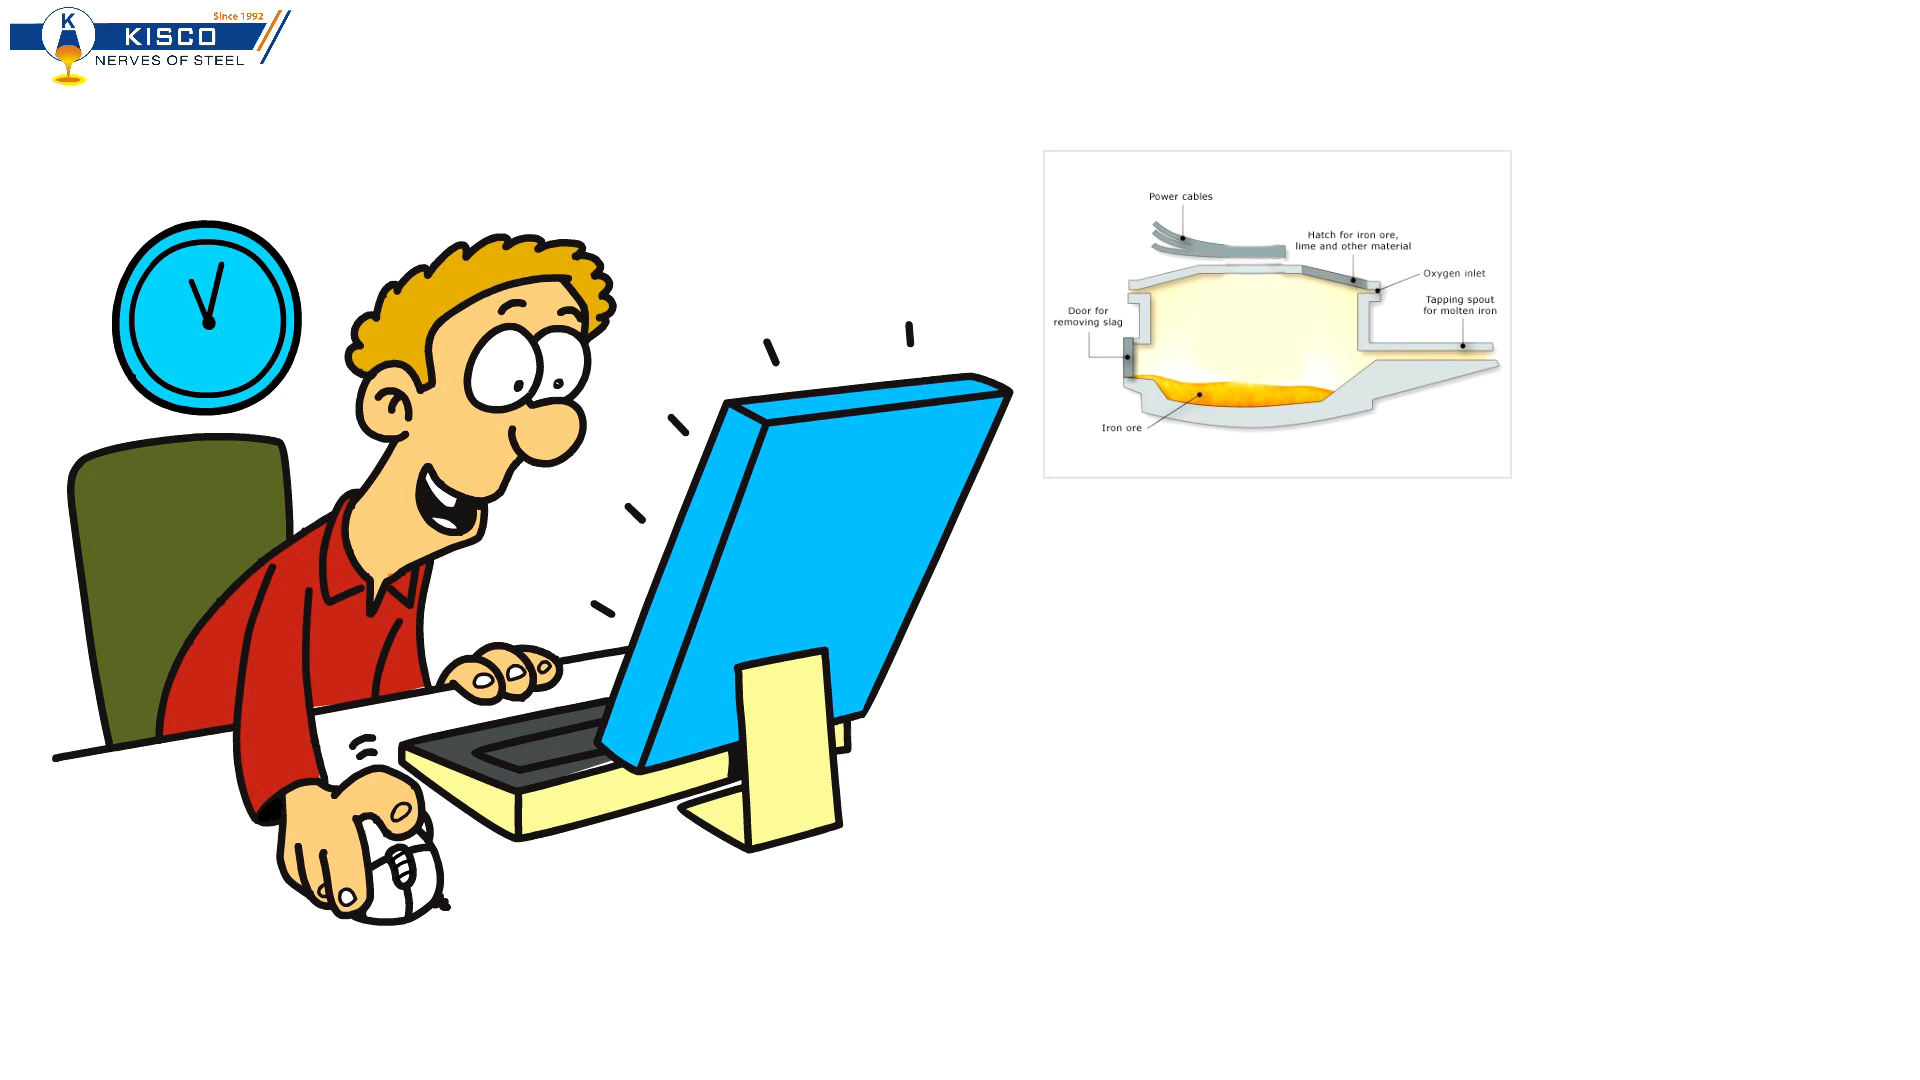 Since 1992
K
KISCO
NERVES OF STEEL
Power cables
Hatch for iron ore,
lime and other material
Oxygen inlet
Tapping spout
for molten iron
Door for
removing slag
Iron ore